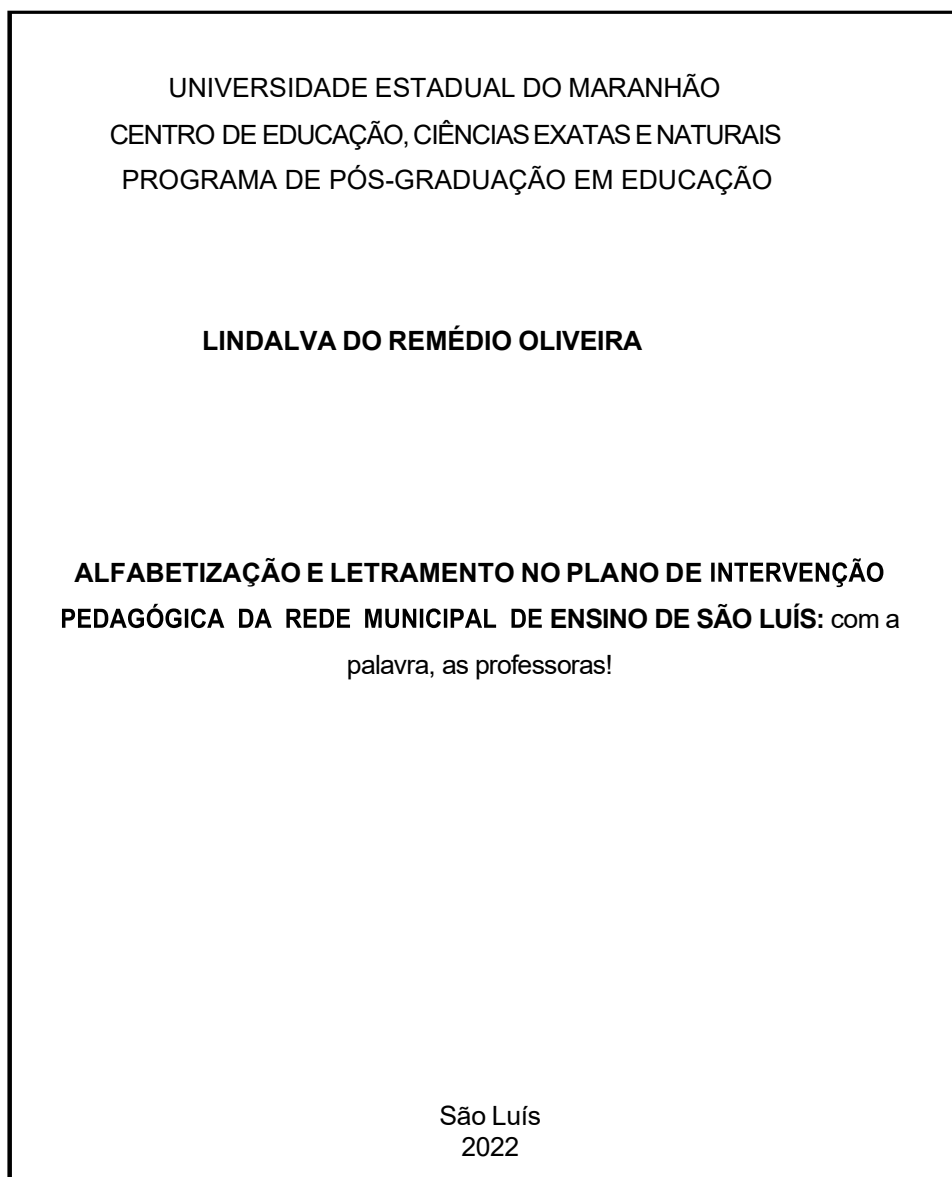 UNIVERSIDADE ESTADUAL DO MARANHÃO
CENTRO DE EDUCAÇÃO, CIÊNCIAS EXATAS E NATURAIS
PROGRAMA DE PÓS-GRADUAÇÃO EM EDUCAÇÃO
LINDALVA DO REMÉDIO OLIVEIRA
ALFABETIZAÇÃO E LETRAMENTO NO PLANO DE INTERVENÇÃO
PEDAGÓGICA DA REDE MUNICIPAL DE ENSINO DE SÃO LUÍS: com a
palavra, as professoras!
São Luís
2022